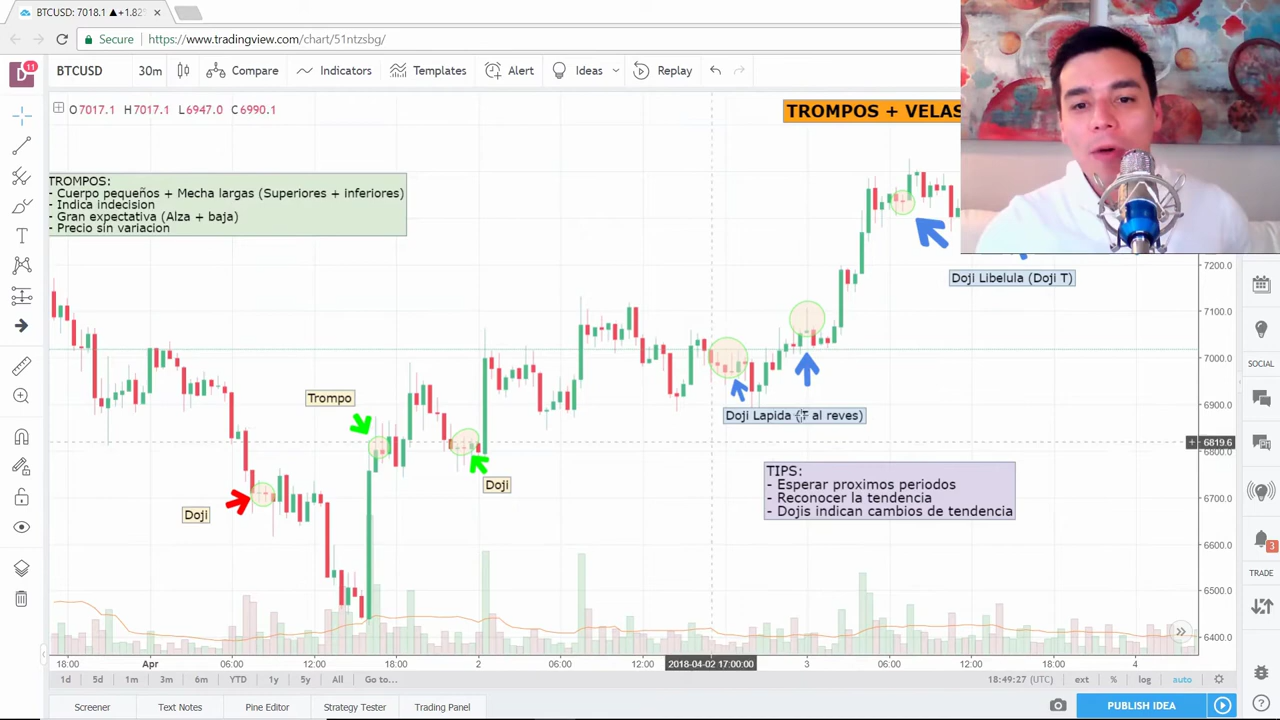 BTCUSD: 7018.1 ▲+1.82%
Secure
https://www.tradingview.com/chart/51ntzsbg/
11
BTCUSD
30m
Compare
Indicators
Templates
Alert
Ideas
Replay
O7017.1 H7017.1 L6947.0 C6990.1
TROMPOS + VELAS
TROMPOS:
- Cuerpo pequeños + Mecha largas (Superiores + inferiores)
- Indica indecision
- Gran expectativa (Alza + baja)
- Precio sin variacion
Doji Libelula (Doji T)
Trompo
Doji Lapida (T al reves)
Doji
Doji
TIPS:
- Esperar proximos periodos
- Reconocer la tendencia
- Dojis indican cambios de tendencia
7200.0
7100.0
7000.0
6900.0
6819.6
6800.0
6700.0
6600.0
6500.0
6400.0
SOCIAL
3
TRADE
18:00
Apr
06:00
12:00
18:00
2
06:00
12:00
2018-04-02 17:00:00
3
06:00
12:00
18:00
4
1d
5d
1m
3m
6m
YTD
1y
5y
All
Go to...
18:49:27 (UTC)
ext
%
log
auto
Screener
Text Notes
Pine Editor
Strategy Tester
Trading Panel
PUBLISH IDEA